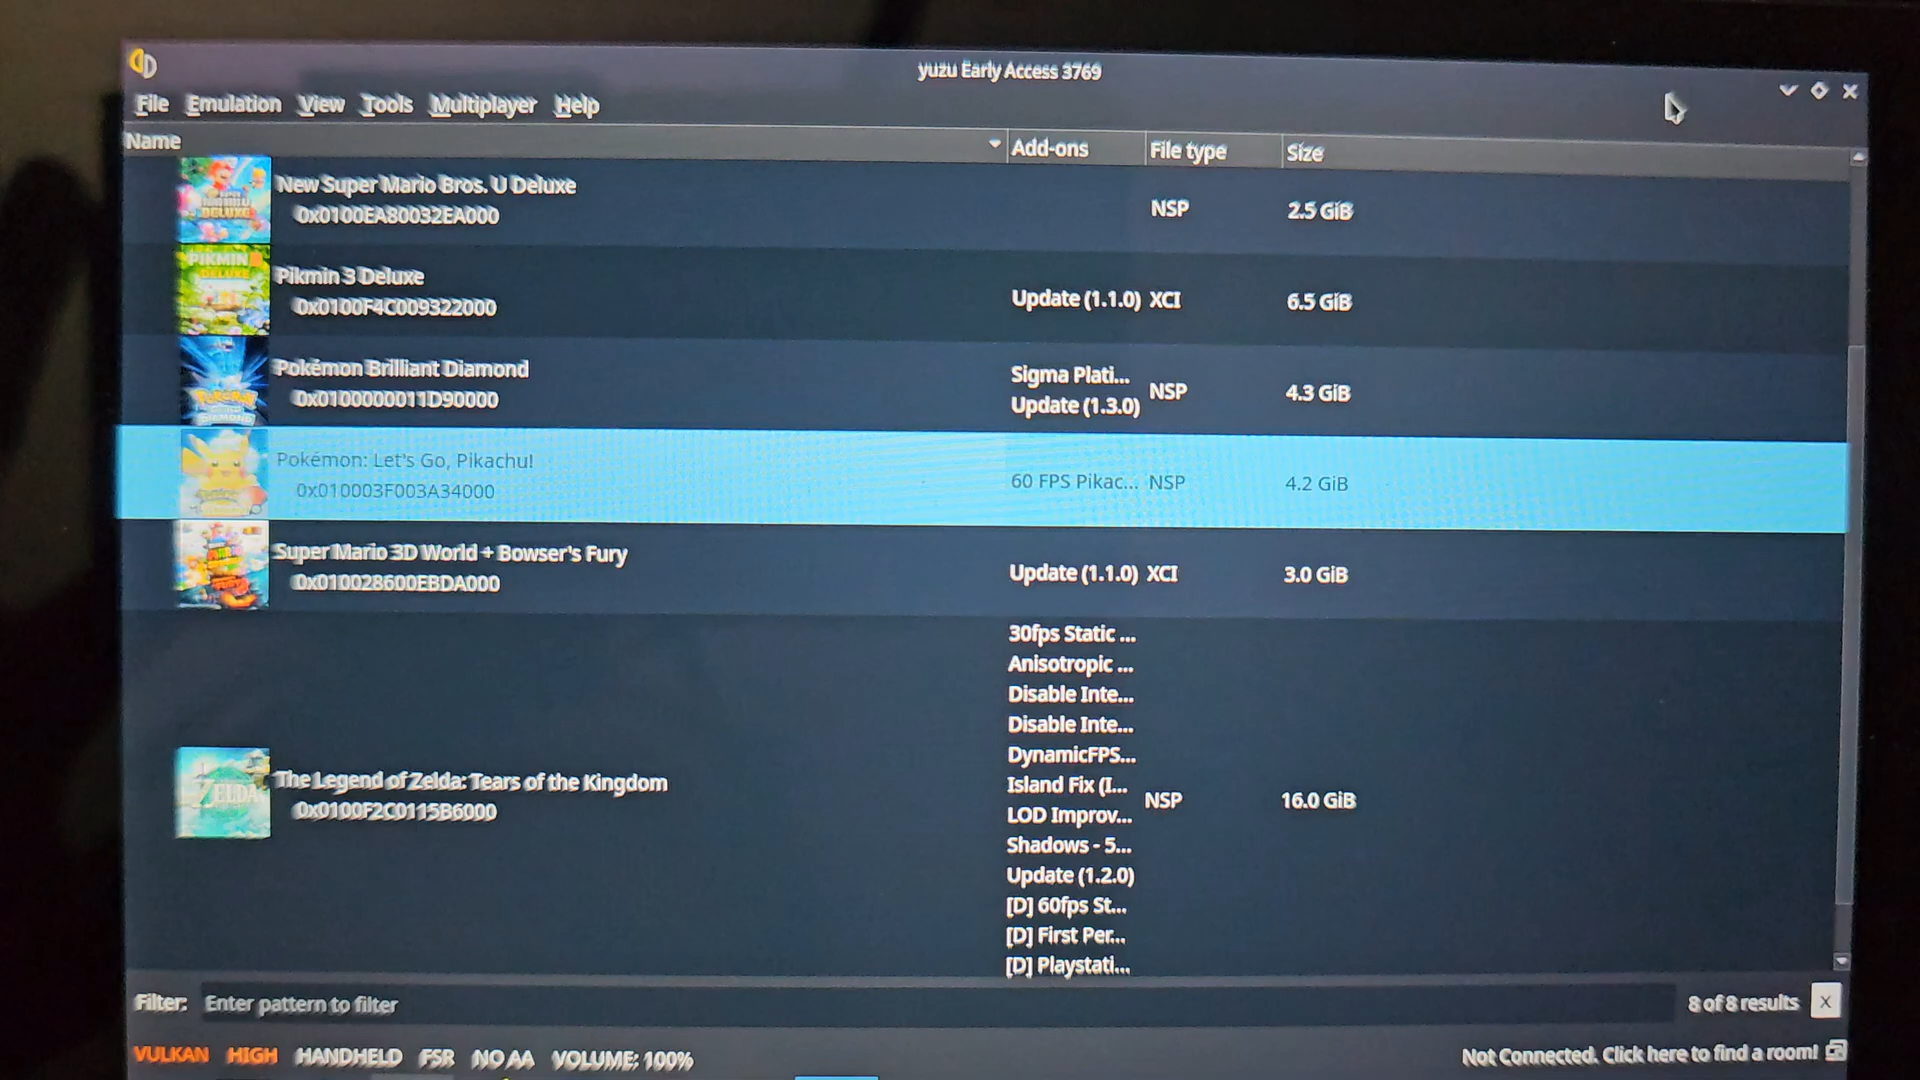 yuzu Early Access 3769
File Emulation View Tools Multiplayer Help
Name Add-ons File type Size
New Super Mario Bros. U Deluxe
0x0100EA80032EA000
NSP 2.5 GiB
PIKMIN 3
DELUXE
Pikmin 3 Deluxe
0x0100F4C009322000
Update (1.1.0) XCI 6.5 GiB
Pokémon Brilliant Diamond
0x0100000011D90000
Sigma Plati...
Update (1.3.0)
NSP 4.3 GiB
Pokémon: Let's Go, Pikachu!
0x010003F003A34000
60 FPS Pikac... NSP 4.2 GiB
Super Mario 3D World + Bowser's Fury
0x010028600EBDA000
Update (1.1.0) XCI 3.0 GiB
ZELDA
The Legend of Zelda: Tears of the Kingdom
0x0100F2C0115B6000
30fps Static ...
Anisotropic ...
Disable Inte...
Disable Inte...
DynamicFPS...
Island Fix (I...
LOD Improv...
Shadows - 5...
Update (1.2.0)
[D] 60fps St...
[D] First Per...
[D] Playstati...
NSP 16.0 GiB
Filter: Enter pattern to filter 8 of 8 results X
VULKAN HIGH HANDHELD FSR NO AA VOLUME: 100% Not Connected. Click here to find a room!